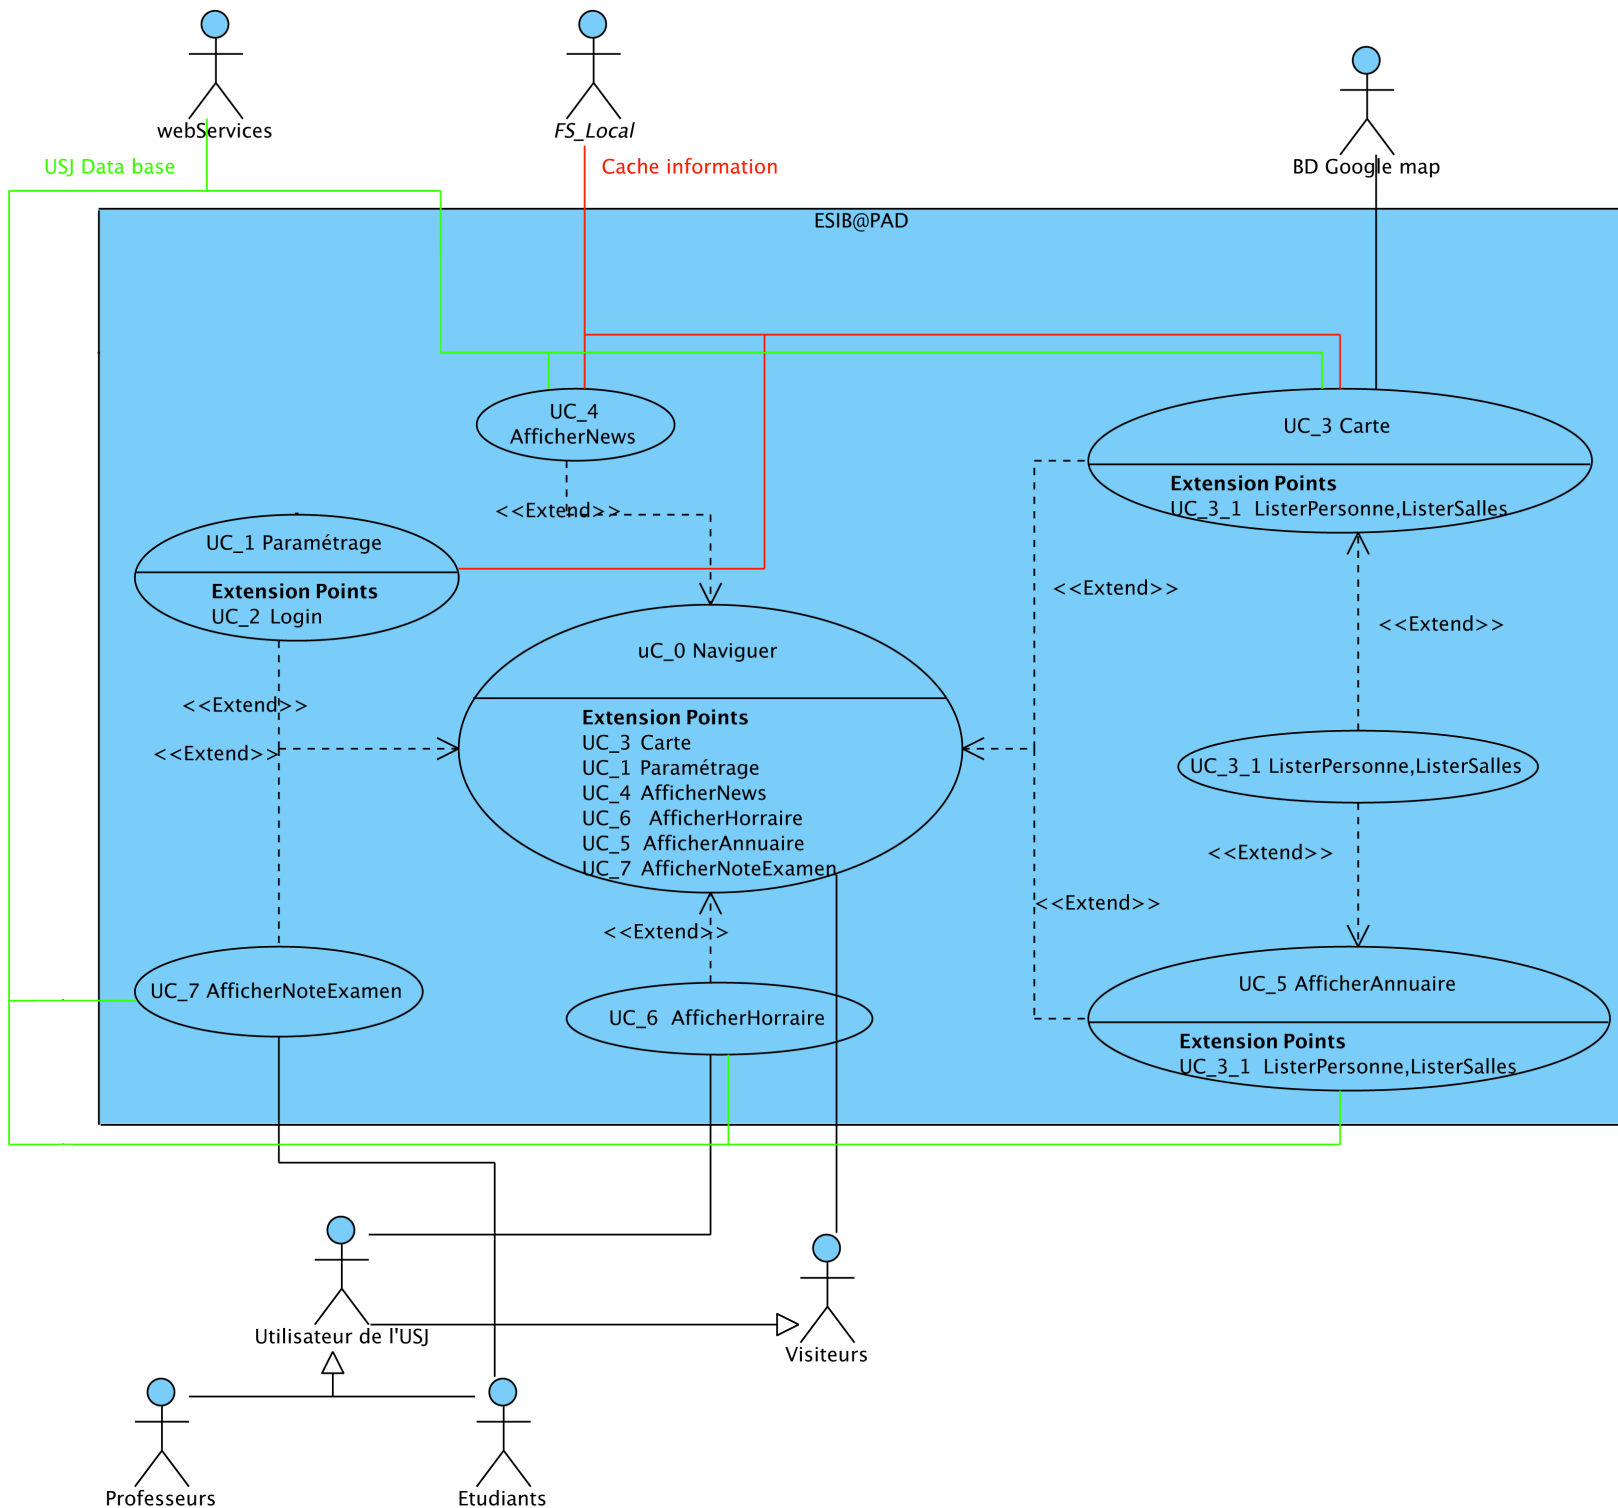 webServices
FS_Local
BD Google map
USJ Data base
Cache information
ESIB@PAD
UC_4
AfficherNews
<<Extend>>
UC_3 Carte
Extension Points
UC_3_1 ListerPersonne,ListerSalles
UC_1 Paramétrage
Extension Points
UC_2 Login
<<Extend>>
<<Extend>>
<<Extend>>
<<Extend>>
uC_0 Naviguer
Extension Points
UC_3 Carte
UC_1 Paramétrage
UC_4 AfficherNews
UC_6 AfficherHorraire
UC_5 AfficherAnnuaire
UC_7 AfficherNoteExamen
UC_3_1 ListerPersonne,ListerSalles
<<Extend>>
<<Extend>>
<<Extend>>
UC_7 AfficherNoteExamen
UC_6 AfficherHorraire
UC_5 AfficherAnnuaire
Extension Points
UC_3_1 ListerPersonne,ListerSalles
Utilisateur de l'USJ
Visiteurs
Professeurs
Etudiants